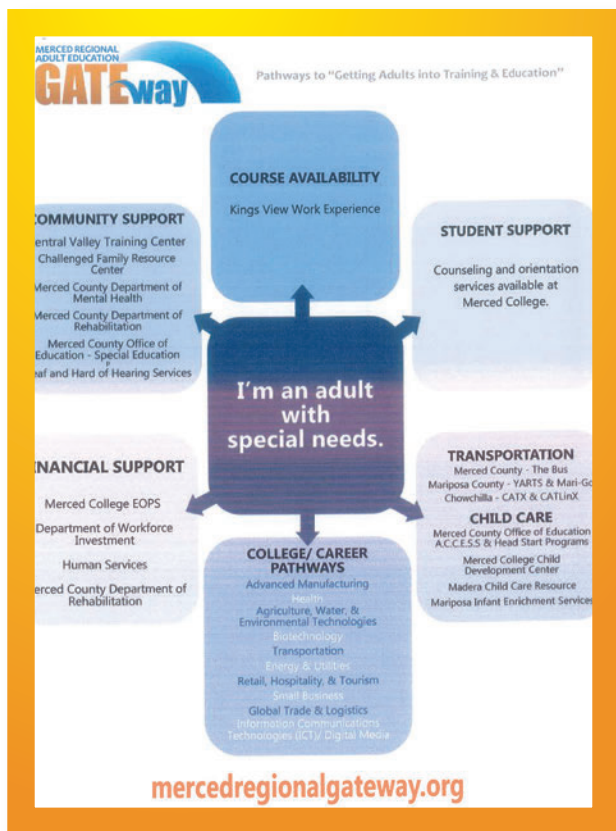 MERCED REGIONAL
ADULT EDUCATION
GATEway
Pathways to "Getting Adults into Training & Education"
COURSE AVAILABILITY
Kings View Work Experience
COMMUNITY SUPPORT
entral Valley Training Center
Challenged Family Resource
Center
Merced County Department of
Mental Health
Merced County Department of
Rehabilitation
Merced County Office of
Education - Special Education
eaf and Hard of Hearing Services
STUDENT SUPPORT
Counseling and orientation
services available at
Merced College.
I'm an adult
with
special needs.
INANCIAL SUPPORT
Merced College EOPS
Department of Workforce
Investment
Human Services
erced County Department of
Rehabilitation
TRANSPORTATION
Merced County - The Bus
Mariposa County - YARTS & Mari-Go
Chowchilla - CATX & CATLinX
CHILD CARE
Merced County Office of Education
A.C.C.E.S.S & Head Start Programs
Merced College Child
Development Center
Madera Child Care Resource
Mariposa Infant Enrichment Services
COLLEGE/ CAREER
PATHWAYS
Advanced Manufacturing
Health
Agriculture, Water, &
Environmental Technologies
Biotechnology
Transportation
Energy & Utilities
Retail, Hospitality, & Tourism
Small Business
Global Trade & Logistics
Information Communications
Technologies (ICT)/ Digital Media
mercedregionalgateway.org